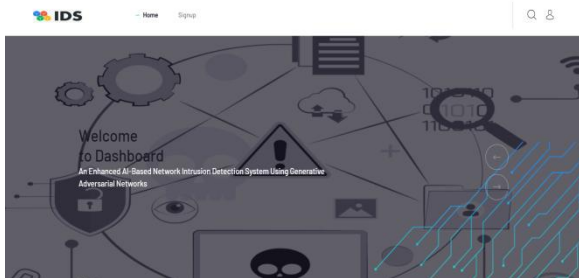 IDS
Home
Signup
Welcome
to Dashboard
An Enhanced AI-Based Network Intrusion Detection System Using Generative
Adversarial Networks